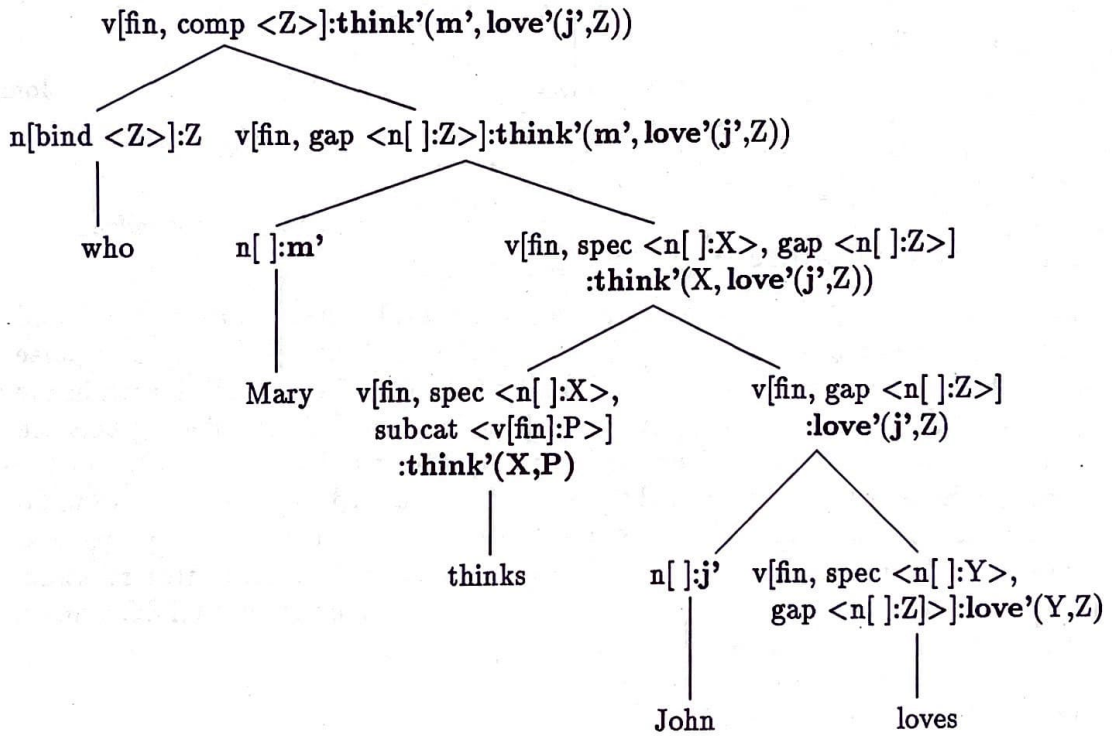 v[fin, comp <Z>]:think’(m’, love’(j’,Z))
n[bind <Z>]:Z v[fin, gap <n[ ]:Z>]:think’(m’, love’(j’,Z))
who n[ ]:m’ v[fin, spec <n[ ]:X>, gap <n[ ]:Z>]
:think’(X, love’(j’,Z))
Mary v[fin, spec <n[ ]:X>, v[fin, gap <n[ ]:Z>]
subcat <v[fin]:P>] :love’(j’,Z)
:think’(X,P)
thinks n[ ]:j’ v[fin, spec <n[ ]:Y>,
gap <n[ ]:Z]>]:love’(Y,Z)
John loves